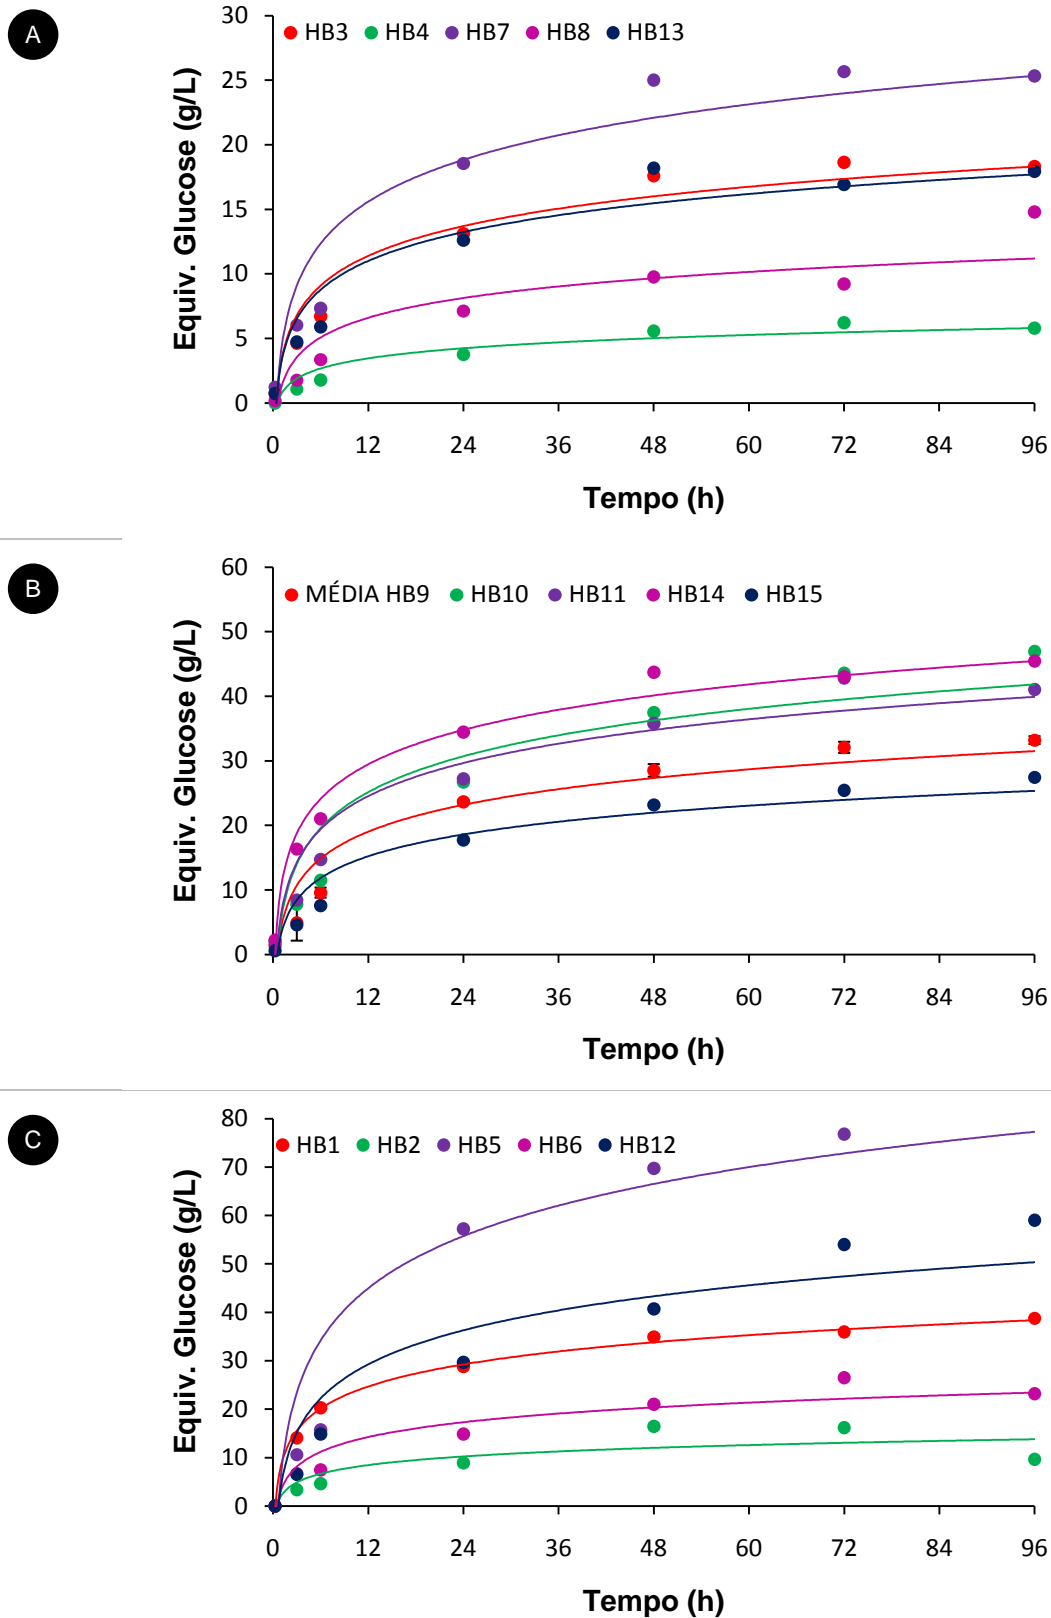 A
30
25
20
15
10
5
0
Equiv. Glucose (g/L)
HB3 HB4 HB7 HB8 HB13
0 12 24 36 48 60 72 84 96
Tempo (h)
B
60
50
40
30
20
10
0
Equiv. Glucose (g/L)
MÉDIA HB9 HB10 HB11 HB14 HB15
0 12 24 36 48 60 72 84 96
Tempo (h)
C
80
70
60
50
40
30
20
10
0
Equiv. Glucose (g/L)
HB1 HB2 HB5 HB6 HB12
0 12 24 36 48 60 72 84 96
Tempo (h)